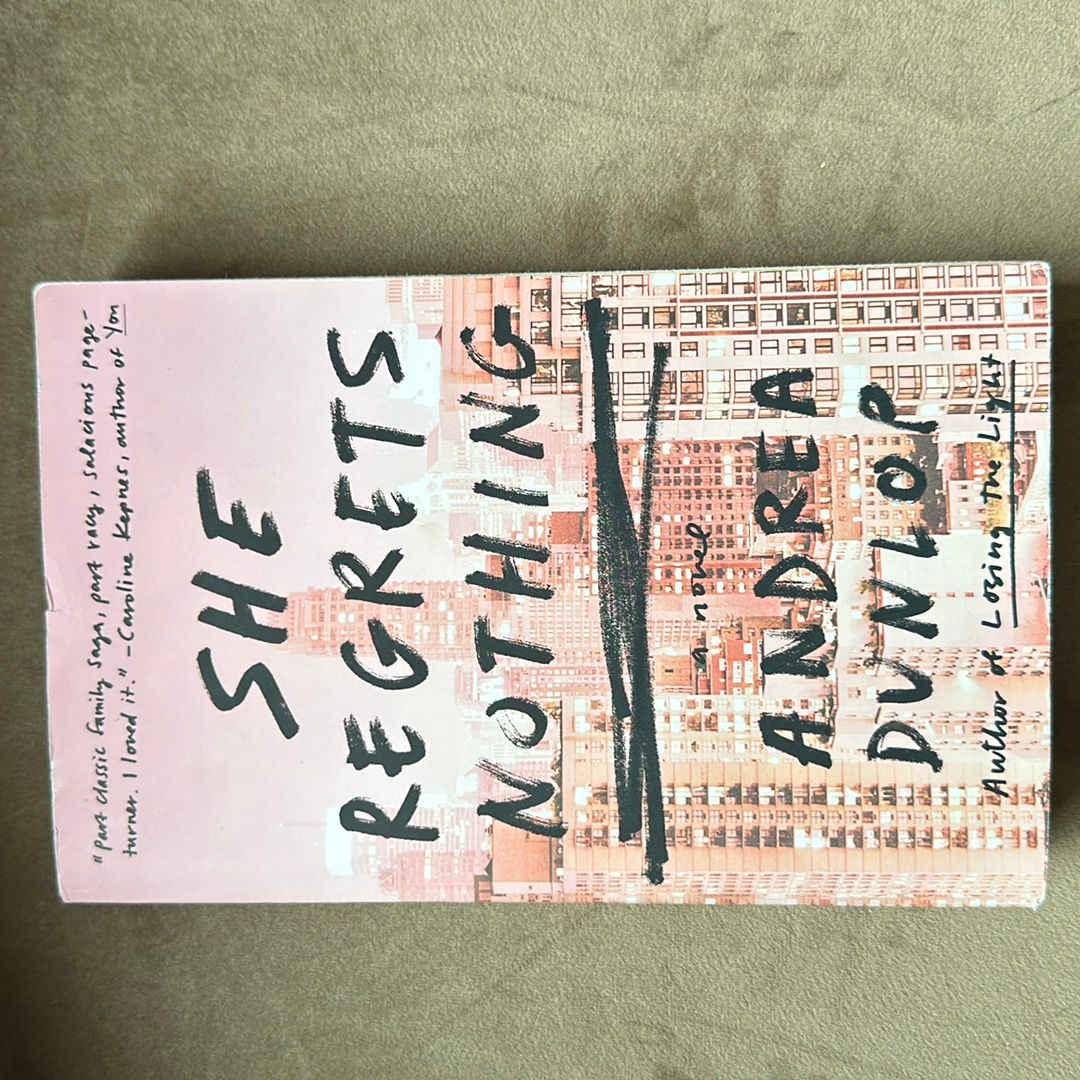 "part classic family saga, part racy, salacious page-
turner. I loved it." –Caroline Kepnes, author of You
SHE
REGRETS
NOTHING
a novel
ANDREA
DUNLOP
Author of Losing the Light